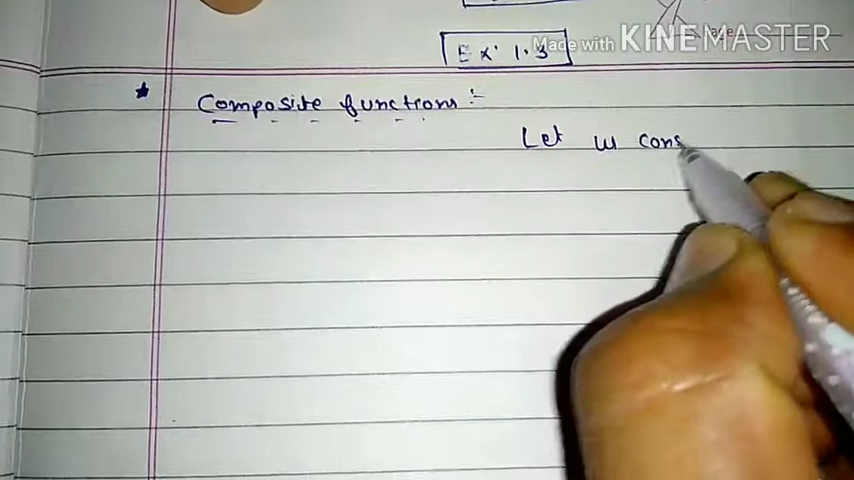 Made with KINEMASTER
Ex: 1.3
★ Composite functions :-
Let us cons